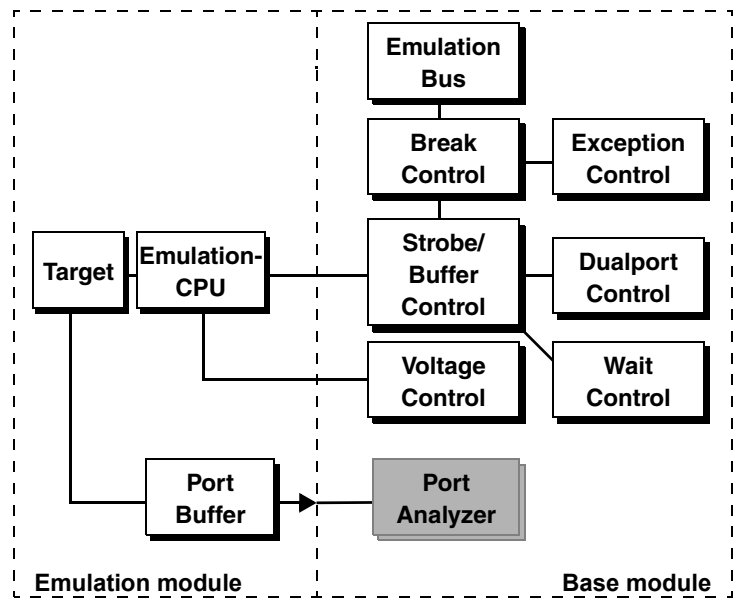 Emulation
Bus
Break
Control
Exception
Control
Target
Emulation-
CPU
Strobe/
Buffer
Control
Dualport
Control
Voltage
Control
Wait
Control
Port
Buffer
Port
Analyzer
Emulation module
Base module